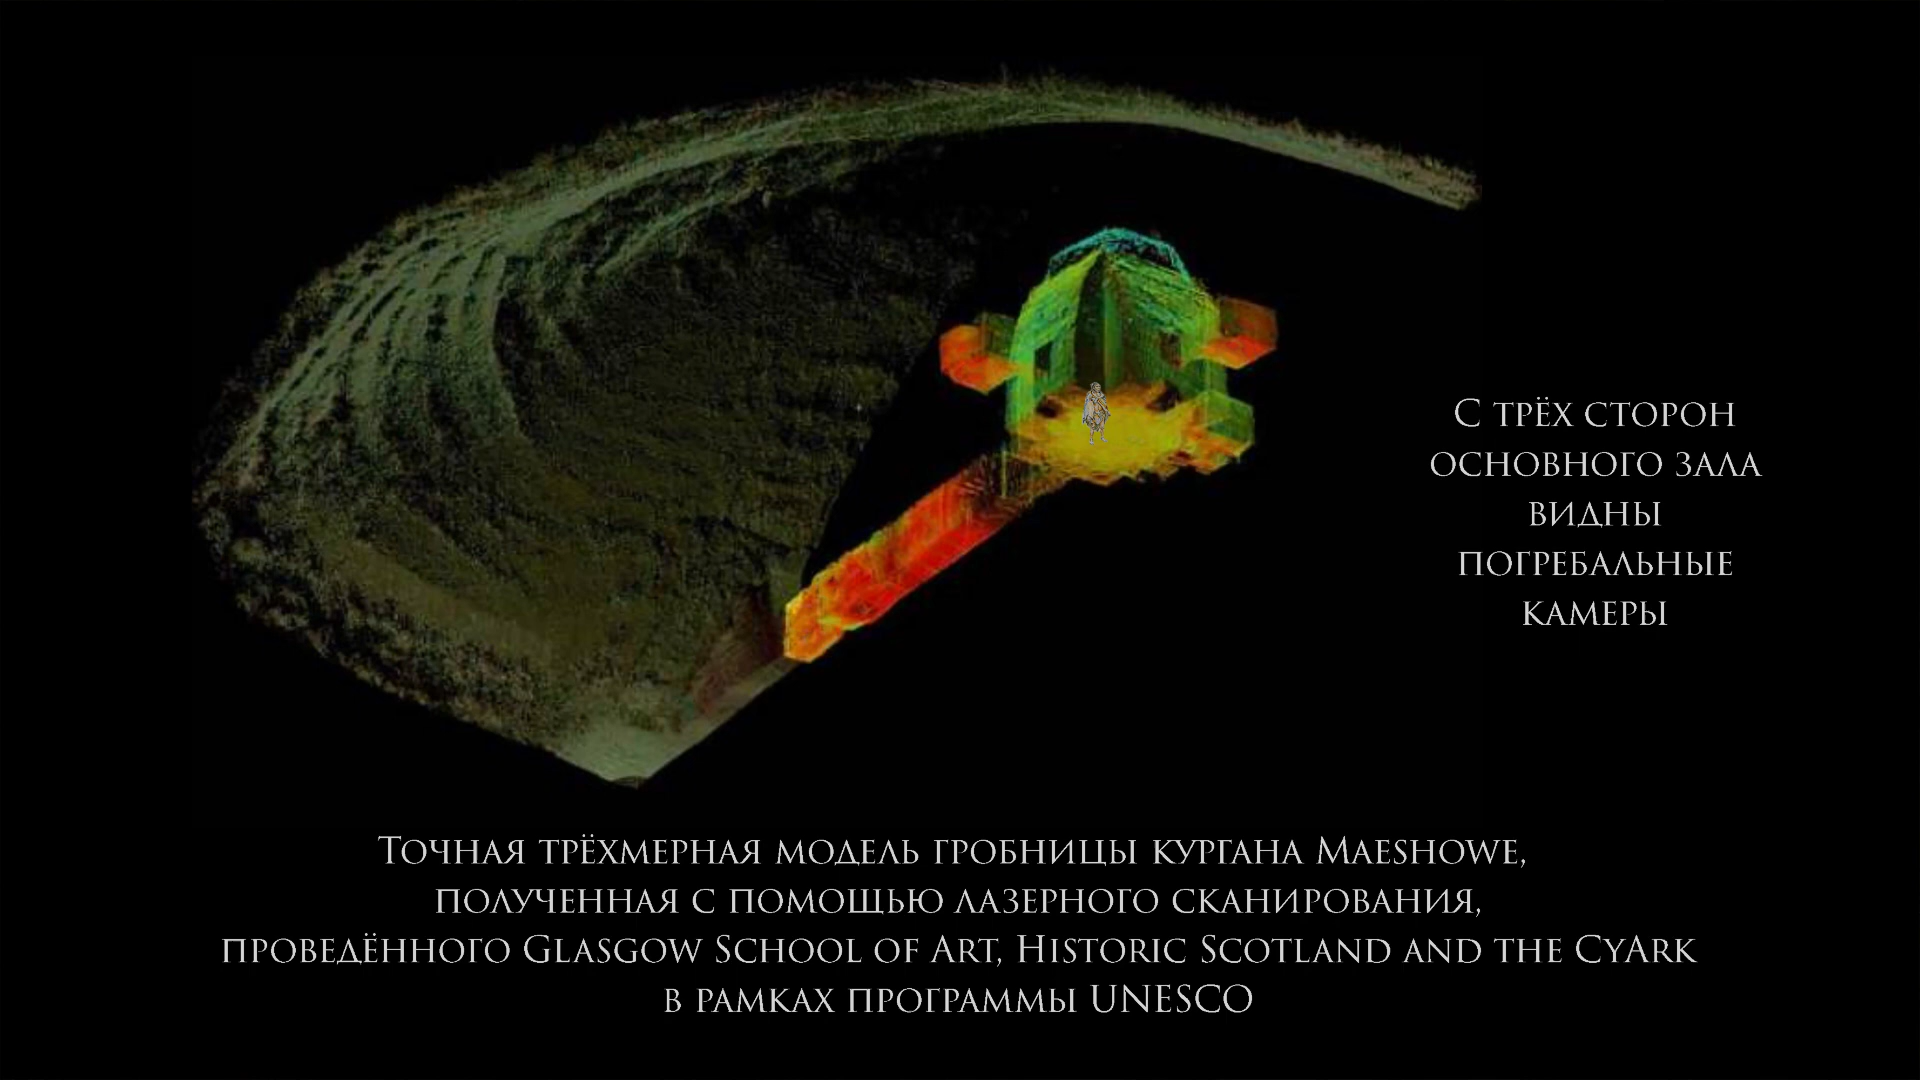 С трёх сторон
основного зала
видны
погребальные
камеры
Точная трёхмерная модель гробницы кургана Maeshowe,
полученная с помощью лазерного сканирования,
проведённого Glasgow School of Art, Historic Scotland and the CyArk
в рамках программы UNESCO